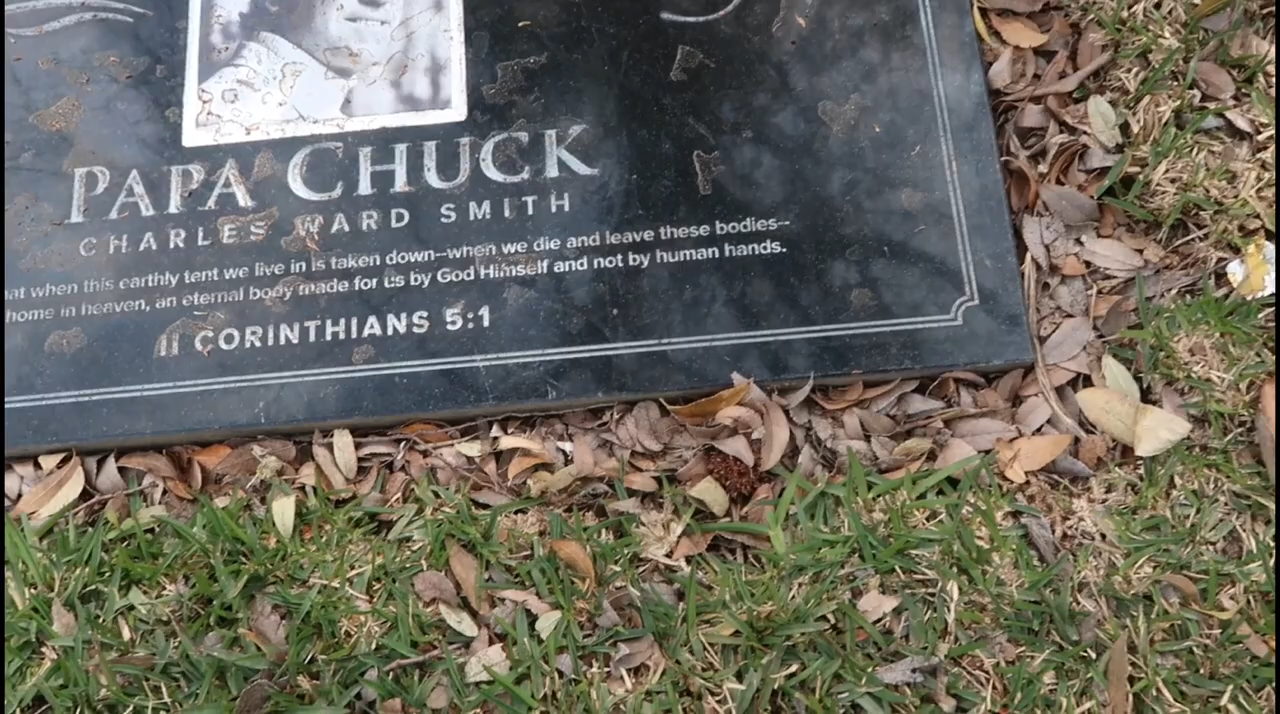 PAPA CHUCK
CHARLES WARD SMITH
at when this earthly tent we live in is taken down--when we die and leave these bodies--
home in heaven, an eternal body made for us by God Himself and not by human hands.
II CORINTHIANS 5:1